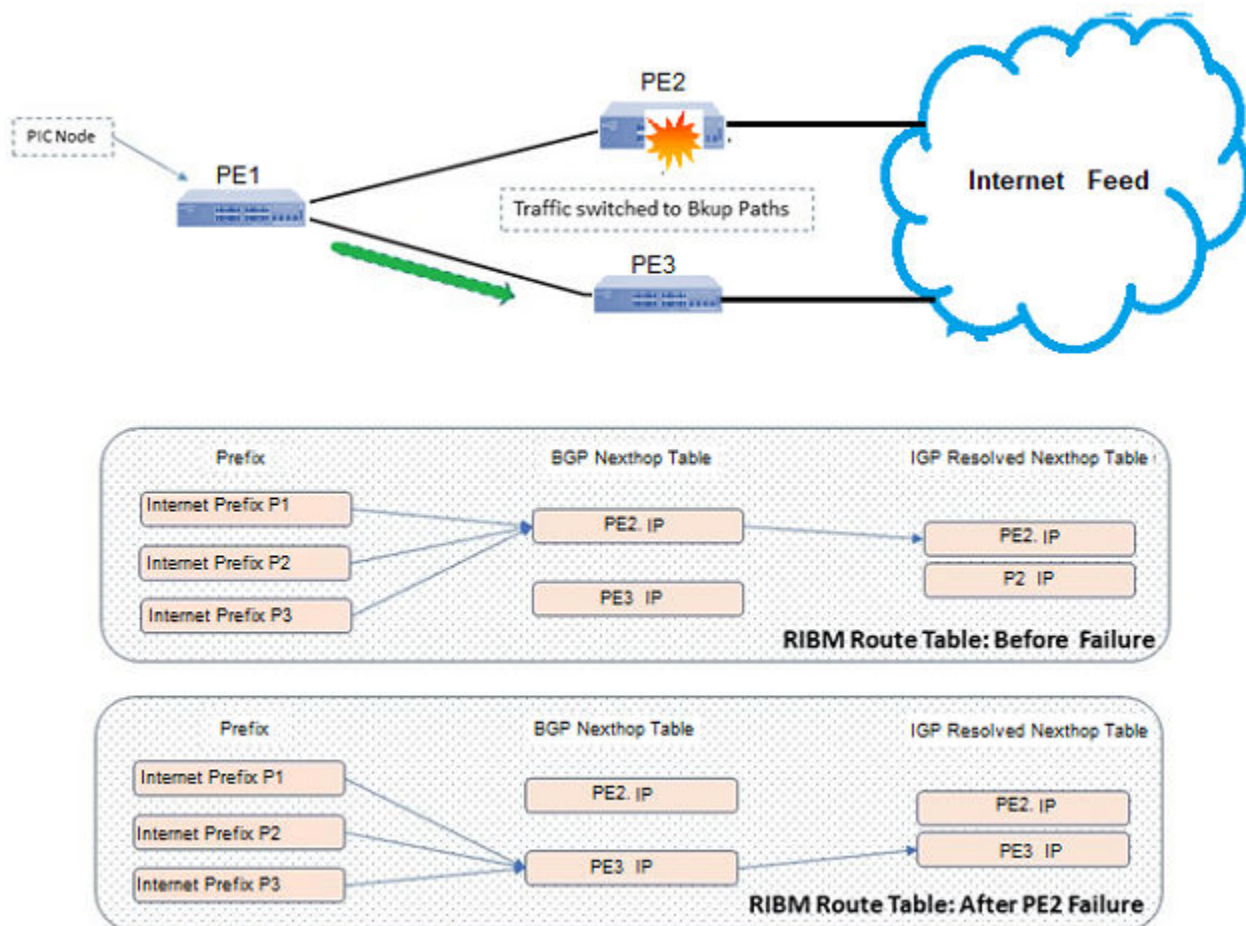 PE2
PIC Node
PE1
Internet Feed
Traffic switched to Bkup Paths
PE3
Prefix
BGP Nexthop Table
IGP Resolved Nexthop Table
Internet Prefix P1
PE2. IP
PE2. IP
Internet Prefix P2
P2 IP
PE3 IP
Internet Prefix P3
RIBM Route Table: Before Failure
Prefix
BGP Nexthop Table
IGP Resolved Nexthop Table
Internet Prefix P1
PE2. IP
PE2. IP
Internet Prefix P2
PE3 IP
PE3 IP
Internet Prefix P3
RIBM Route Table: After PE2 Failure